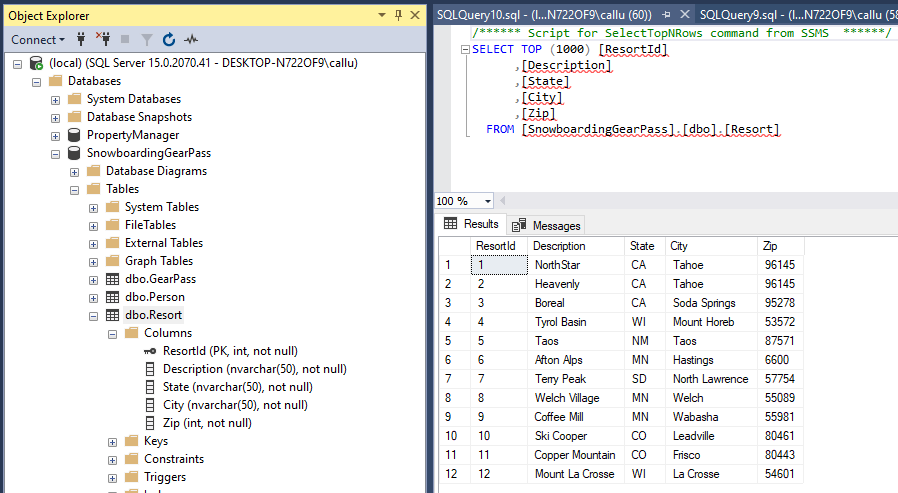 Object Explorer
Connect
(local) (SQL Server 15.0.2070.41 - DESKTOP-N722OF9\callu)
Databases
System Databases
Database Snapshots
PropertyManager
SnowboardingGearPass
Database Diagrams
Tables
System Tables
FileTables
External Tables
Graph Tables
dbo.GearPass
dbo.Person
dbo.Resort
Columns
ResortId (PK, int, not null)
Description (nvarchar(50), not null)
State (nvarchar(50), not null)
City (nvarchar(50), not null)
Zip (int, not null)
Keys
Constraints
Triggers
SQLQuery10.sql - (l...N722OF9\callu (60)) SQLQuery9.sql - (l...N722OF9\callu (58
/****** Script for SelectTopNRows command from SSMS ******/
SELECT TOP (1000) [ResortId]
,[Description]
,[State]
,[City]
,[Zip]
FROM [SnowboardingGearPass].[dbo].[Resort]
100 %
Results Messages
ResortId Description State City Zip
1 1 NorthStar CA Tahoe 96145
2 2 Heavenly CA Tahoe 96145
3 3 Boreal CA Soda Springs 95278
4 4 Tyrol Basin WI Mount Horeb 53572
5 5 Taos NM Taos 87571
6 6 Afton Alps MN Hastings 6600
7 7 Terry Peak SD North Lawrence 57754
8 8 Welch Village MN Welch 55089
9 9 Coffee Mill MN Wabasha 55981
10 10 Ski Cooper CO Leadville 80461
11 11 Copper Mountain CO Frisco 80443
12 12 Mount La Crosse WI La Crosse 54601